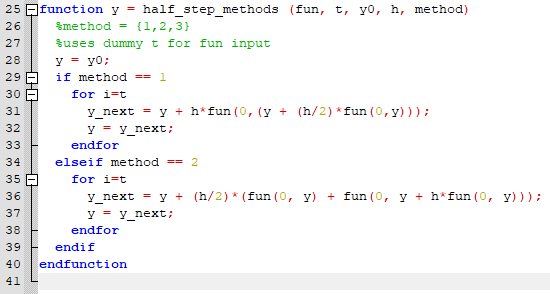 25 function y = half_step_methods (fun, t, y0, h, method)
26 %method = {1,2,3}
27 %uses dummy t for fun input
28 y = y0;
29 if method == 1
30 for i=t
31 y_next = y + h*fun(0,(y + (h/2)*fun(0,y)));
32 y = y_next;
33 endfor
34 elseif method == 2
35 for i=t
36 y_next = y + (h/2)*(fun(0, y) + fun(0, y + h*fun(0, y)));
37 y = y_next;
38 endfor
39 endif
40 endfunction
41